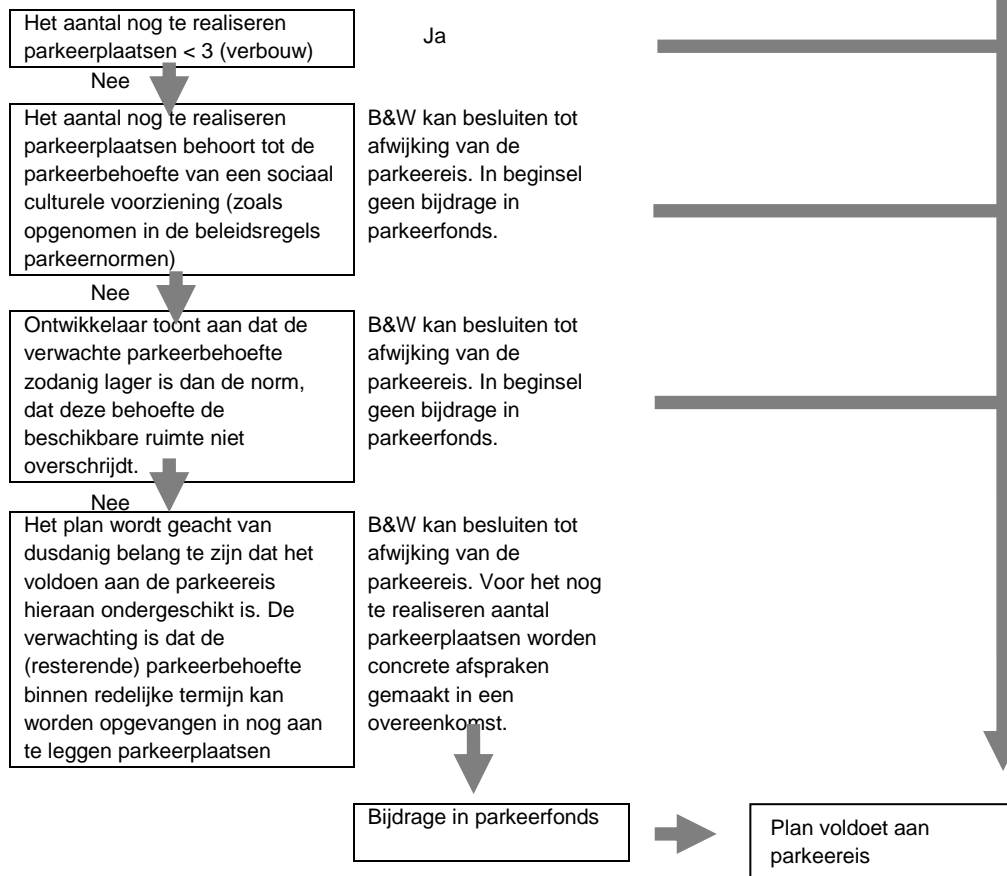 Het aantal nog te realiseren
parkeerplaatsen < 3 (verbouw)
Ja
Nee
Het aantal nog te realiseren
parkeerplaatsen behoort tot de
parkeerbehoefte van een sociaal
culturele voorziening (zoals
opgenomen in de beleidsregels
parkeernormen)
B&W kan besluiten tot
afwijking van de
parkeereis. In beginsel
geen bijdrage in
parkeerfonds.
Nee
Ontwikkelaar toont aan dat de
verwachte parkeerbehoefte
zodanig lager is dan de norm,
dat deze behoefte de
beschikbare ruimte niet
overschrijdt.
B&W kan besluiten tot
afwijking van de
parkeereis. In beginsel
geen bijdrage in
parkeerfonds.
Nee
Het plan wordt geacht van
dusdanig belang te zijn dat het
voldoen aan de parkeereis
hieraan ondergeschikt is. De
verwachting is dat de
(resterende) parkeerbehoefte
binnen redelijke termijn kan
worden opgevangen in nog aan
te leggen parkeerplaatsen
B&W kan besluiten tot
afwijking van de
parkeereis. Voor het nog
te realiseren aantal
parkeerplaatsen worden
concrete afspraken
gemaakt in een
overeenkomst.
Bijdrage in parkeerfonds
Plan voldoet aan
parkeereis